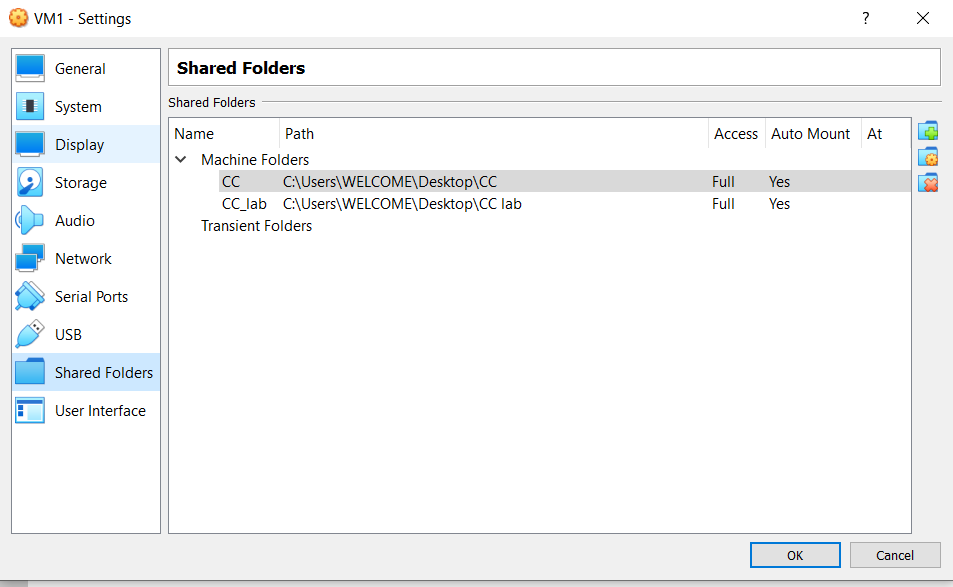 VM1 - Settings ?
General
System
Display
Storage
Audio
Network
Serial Ports
USB
Shared Folders
User Interface
Shared Folders
Shared Folders
Name Path Access Auto Mount At
Machine Folders
CC C:\Users\WELCOME\Desktop\CC Full Yes
CC_lab C:\Users\WELCOME\Desktop\CC lab Full Yes
Transient Folders
OK Cancel